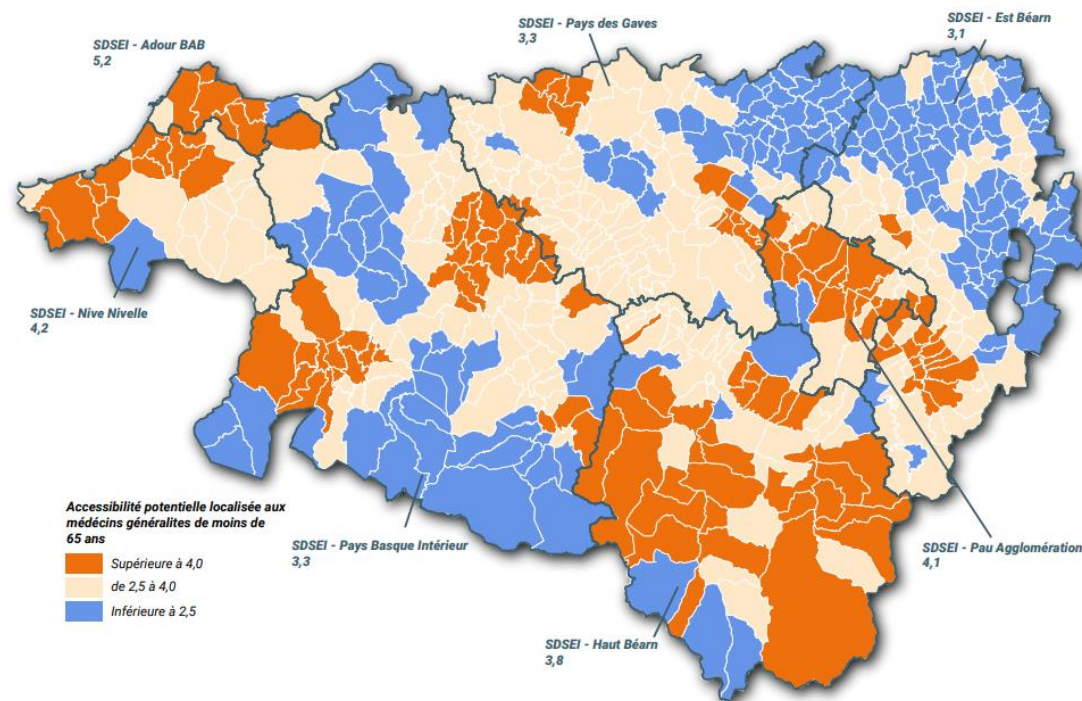 SDSEI - Adour BAB
5,2
SDSEI - Pays des Gaves
3,3
SDSEI - Est Béarn
3,1
SDSEI - Nive Nivelle
4,2
Accessibilité potentielle localisée aux
médécins généralites de moins de
65 ans
Supérieure à 4,0
de 2,5 à 4,0
Inférieure à 2,5
SDSEI - Pays Basque Intérieur
3,3
SDSEI - Haut Béarn
3,8
SDSEI - Pau Agglomération
4,1